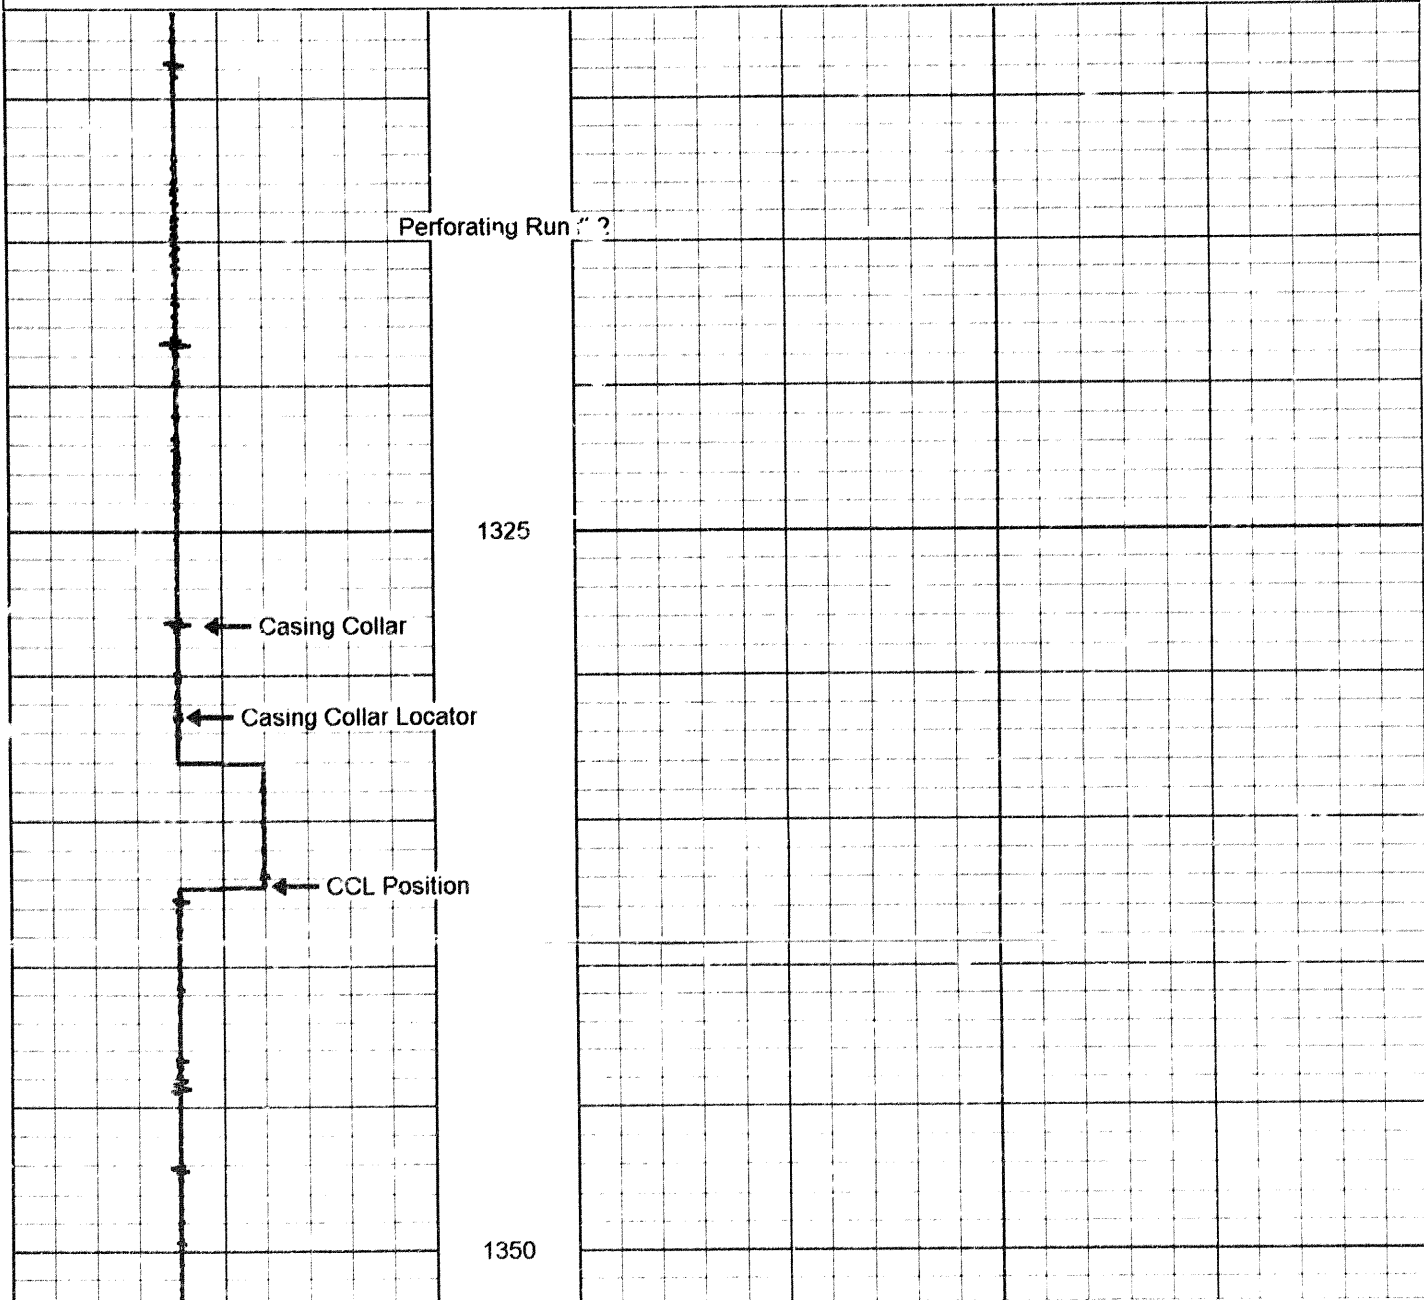 Perforating Run
1325
Casing Collar
Casing Collar Locator
CCL Position
1350